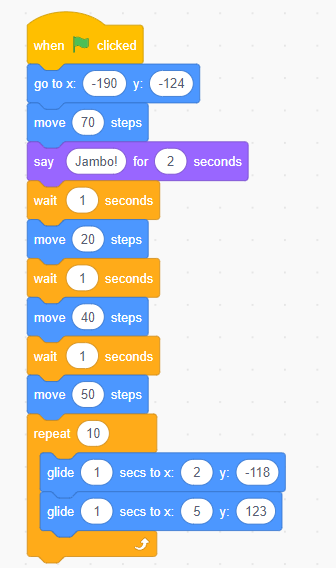 when clicked
go to x: -190 y: -124
move 70 steps
say Jambo! for 2 seconds
wait 1 seconds
move 20 steps
wait 1 seconds
move 40 steps
wait 1 seconds
move 50 steps
repeat 10
glide 1 secs to x: 2 y: -118
glide 1 secs to x: 5 y: 123